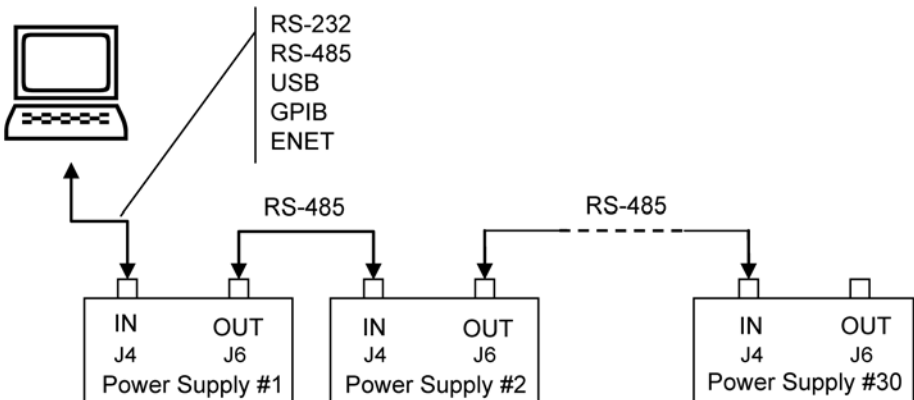 RS-232
RS-485
USB
GPIB
ENET
RS-485
RS-485
IN
OUT
J4
J6
Power Supply #1
IN
OUT
J4
J6
Power Supply #2
IN
OUT
J4
J6
Power Supply #30